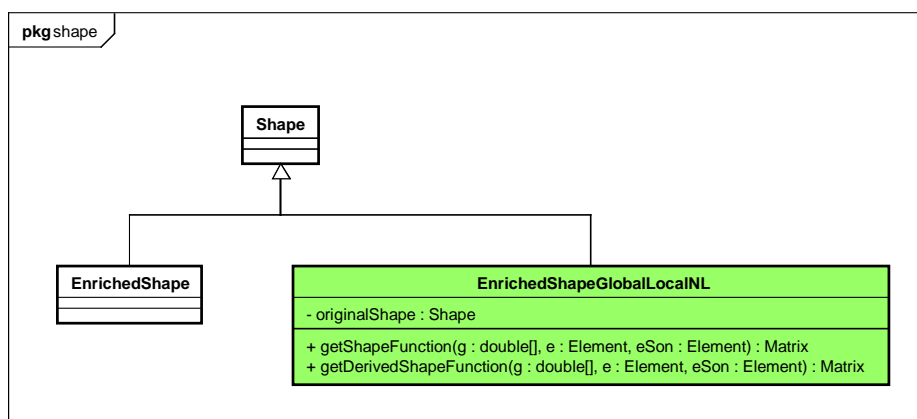 pkg shape
Shape
EnrichedShape
EnrichedShapeGlobalLocalNL
- originalShape : Shape
+ getShapeFunction(g : double[], e : Element, eSon : Element) : Matrix
+ getDerivedShapeFunction(g : double[], e : Element, eSon : Element) : Matrix